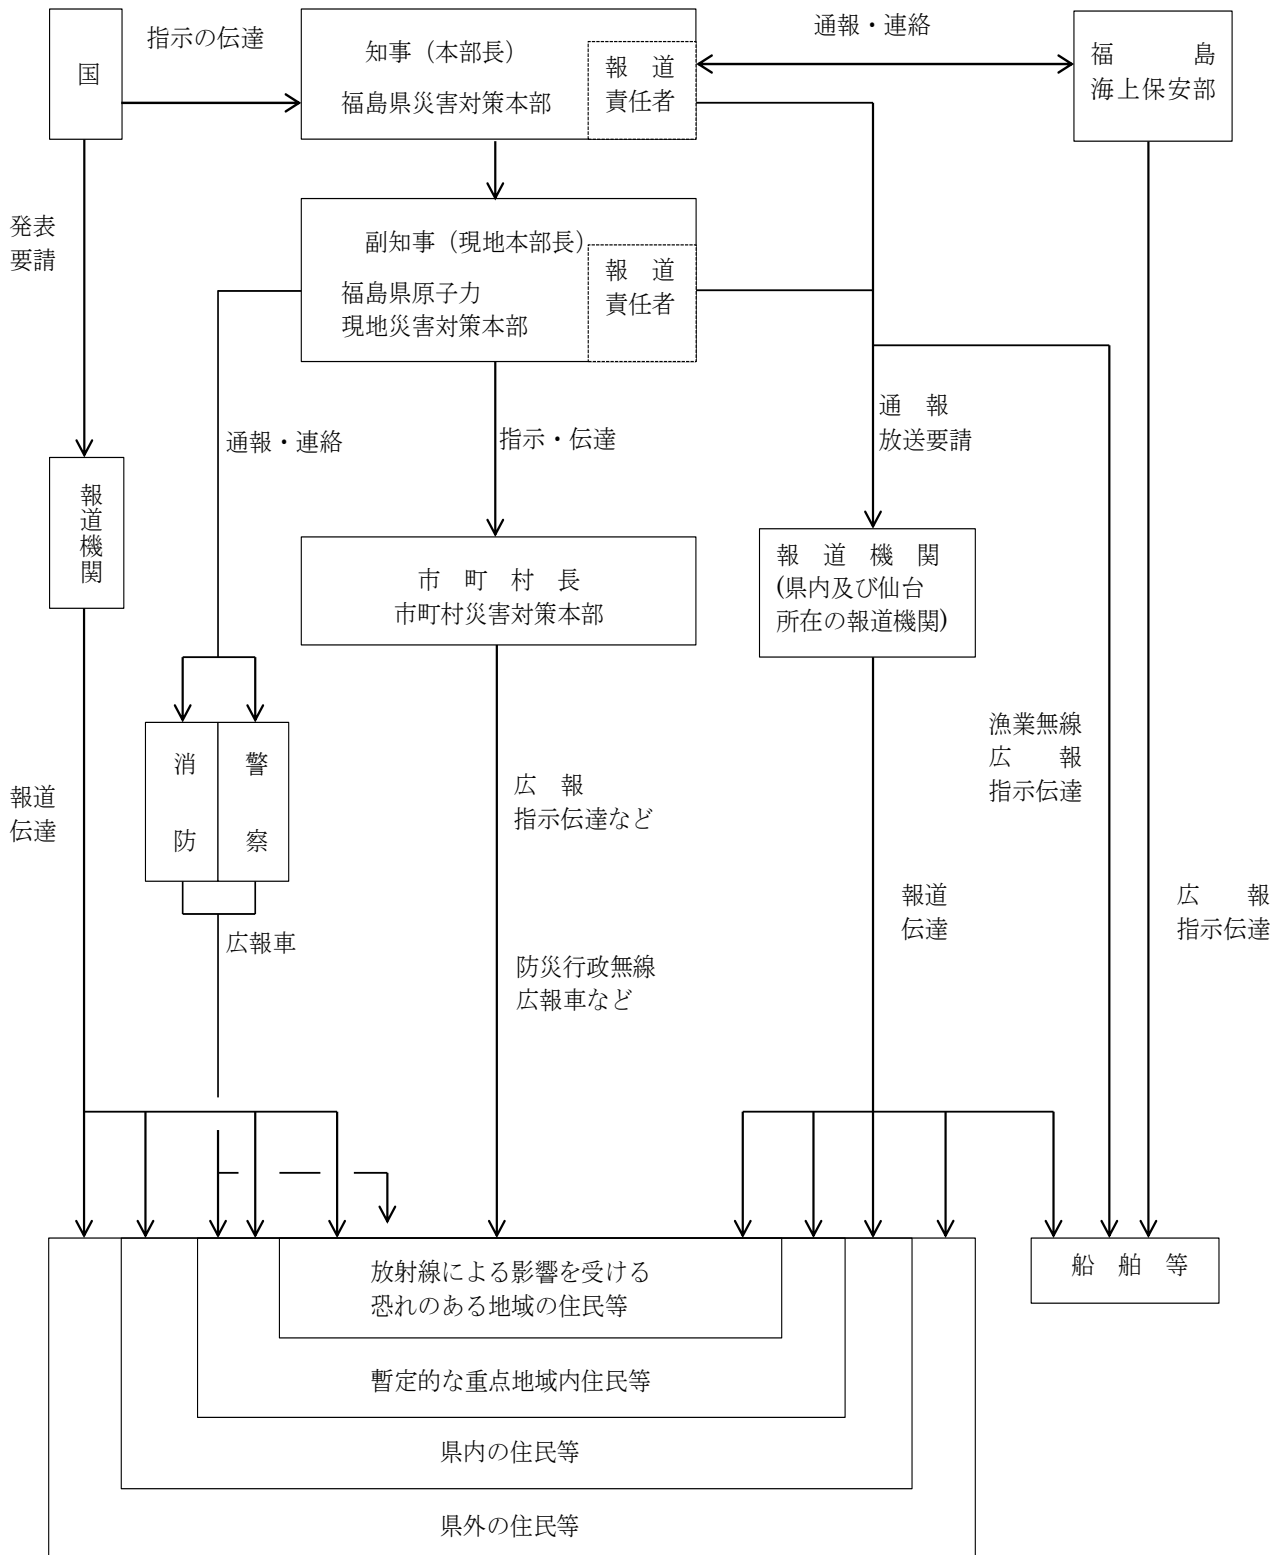 指示の伝達
通報・連絡
国
知事（本部長）
福島県災害対策本部
報　道
責任者
福　　　島
海上保安部
発表
要請
副知事（現地本部長）
福島県原子力
現地災害対策本部
報　道
責任者
通報・連絡
指示・伝達
通　報
放送要請
報道機関
市　町　村　長
市町村災害対策本部
報　道　機　関
(県内及び仙台
所在の報道機関)
消防
警察
報道
伝達
広　報
指示伝達など
漁業無線
広　　報
指示伝達
報道
伝達
広　　報
指示伝達
広報車
防災行政無線
広報車など
放射線による影響を受ける
恐れのある地域の住民等
船　舶　等
暫定的な重点地域内住民等
県内の住民等
県外の住民等